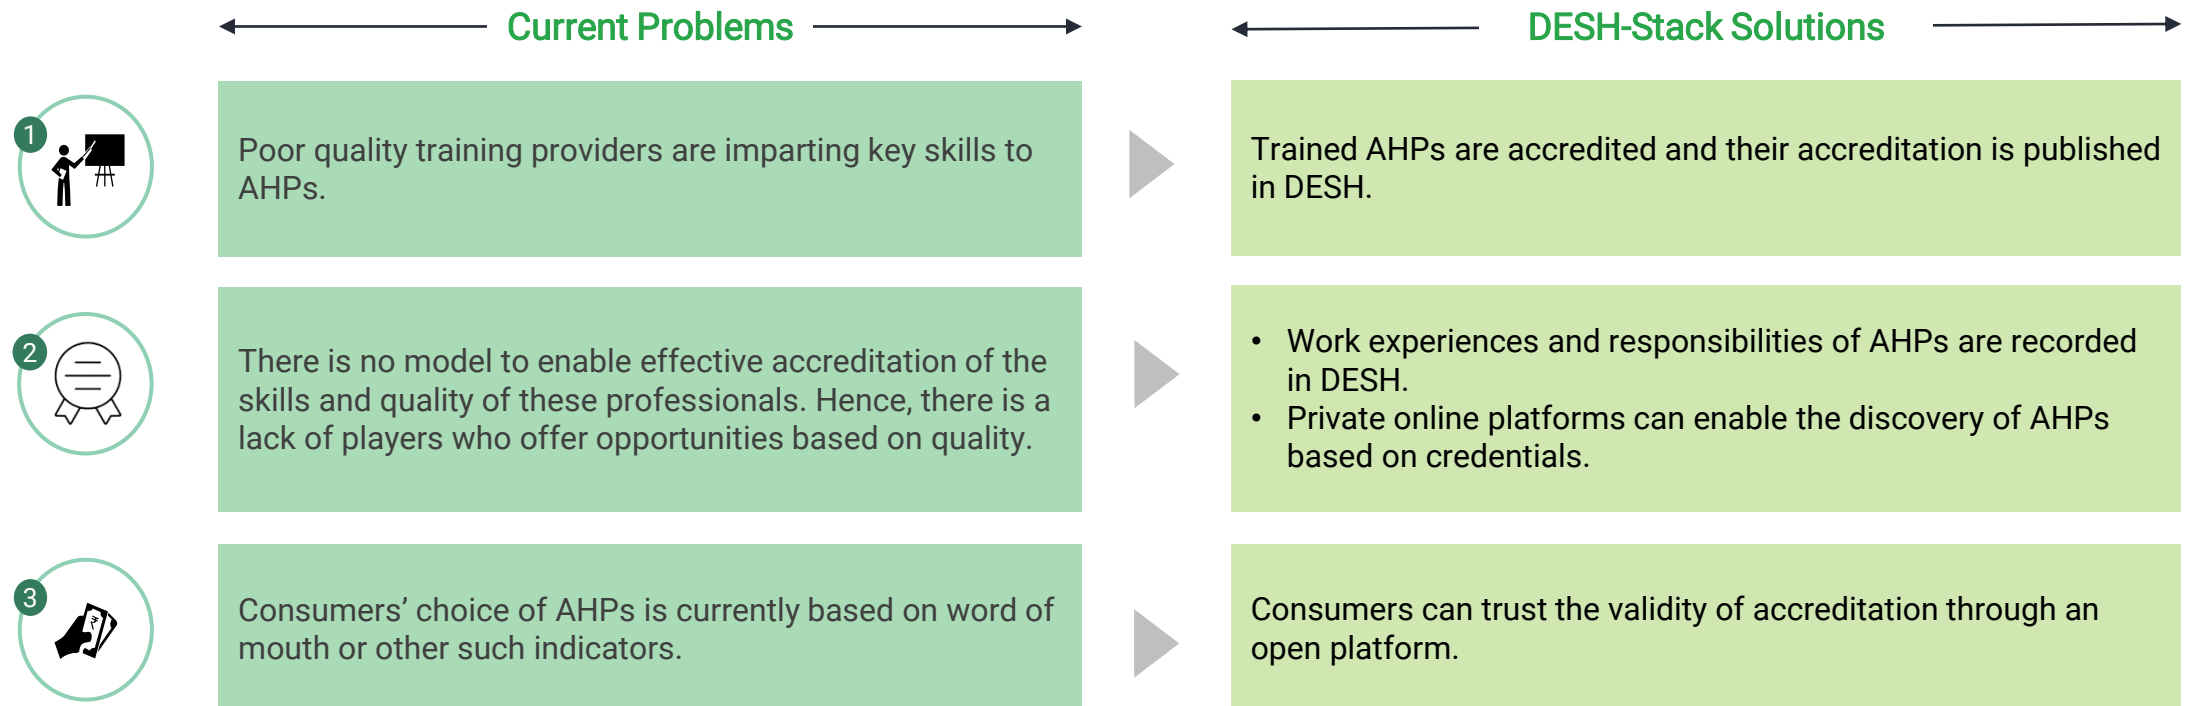 Current Problems
DESH-Stack Solutions
1
Poor quality training providers are imparting key skills to
AHPs.
Trained AHPs are accredited and their accreditation is published
in DESH.
2
There is no model to enable effective accreditation of the
skills and quality of these professionals. Hence, there is a
lack of players who offer opportunities based on quality.
• Work experiences and responsibilities of AHPs are recorded
in DESH.
• Private online platforms can enable the discovery of AHPs
based on credentials.
3
₹
Consumers’ choice of AHPs is currently based on word of
mouth or other such indicators.
Consumers can trust the validity of accreditation through an
open platform.